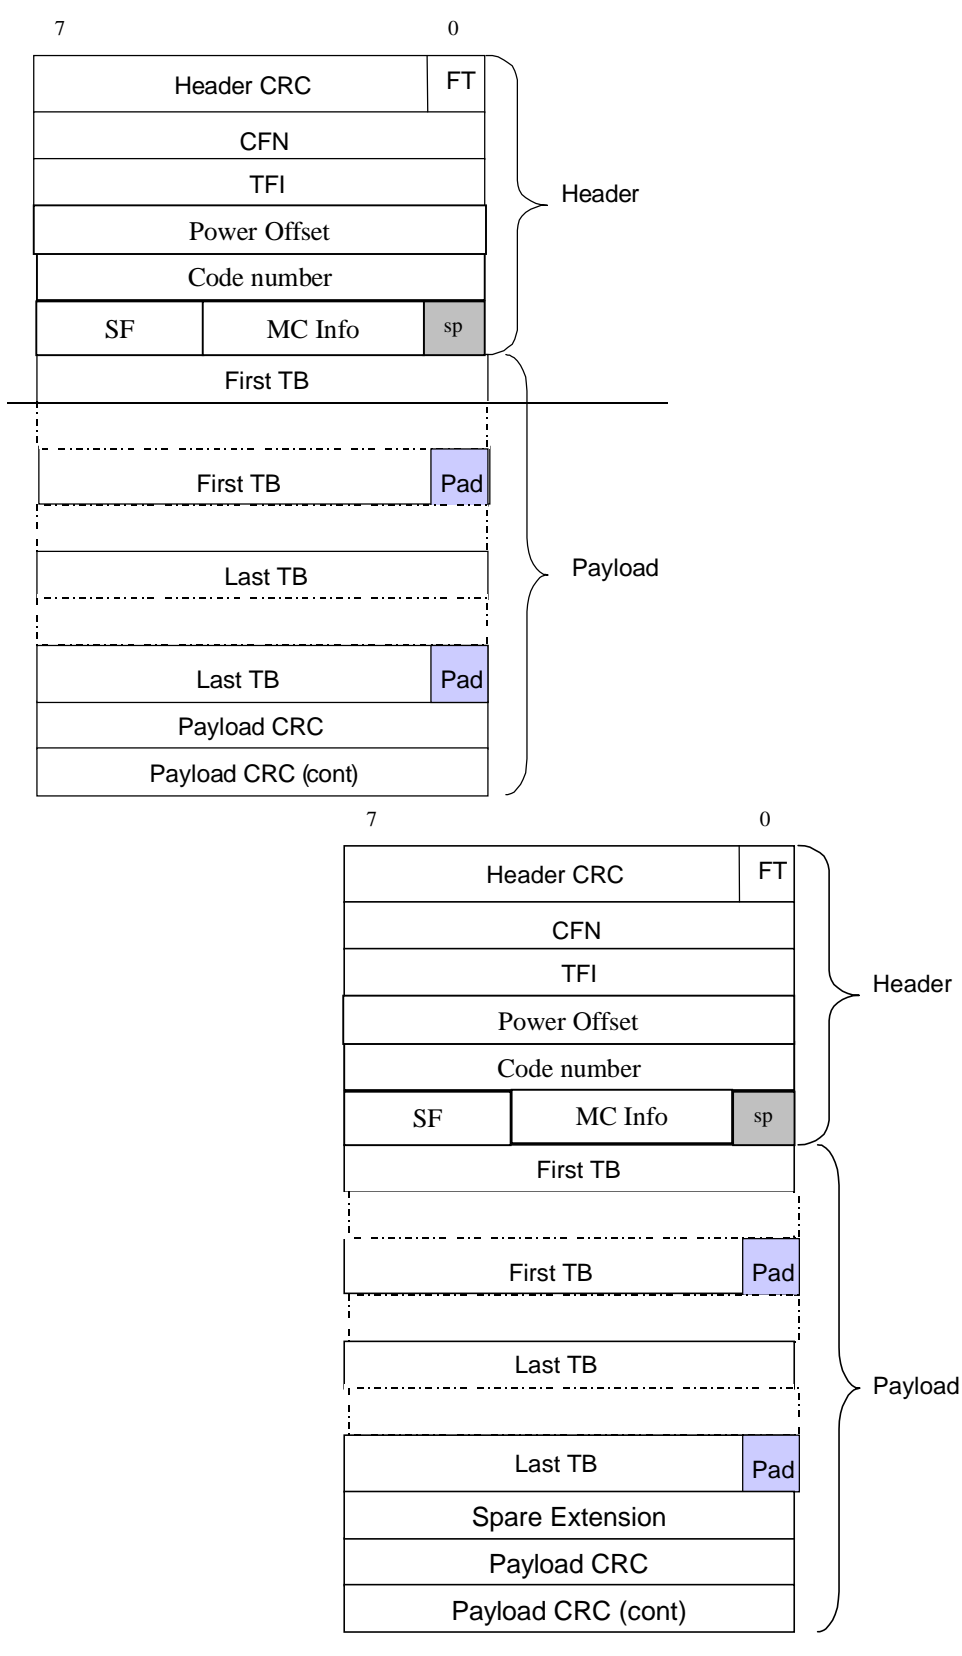 7 0
Header CRC FT
CFN
TFI
Header
Power Offset
Code number
SF MC Info sp
First TB
First TB Pad
Payload
Last TB
Last TB Pad
Payload CRC
Payload CRC (cont)
7 0
Header CRC FT
CFN
TFI
Header
Power Offset
Code number
SF MC Info sp
First TB
First TB Pad
Last TB
Payload
Last TB Pad
Spare Extension
Payload CRC
Payload CRC (cont)